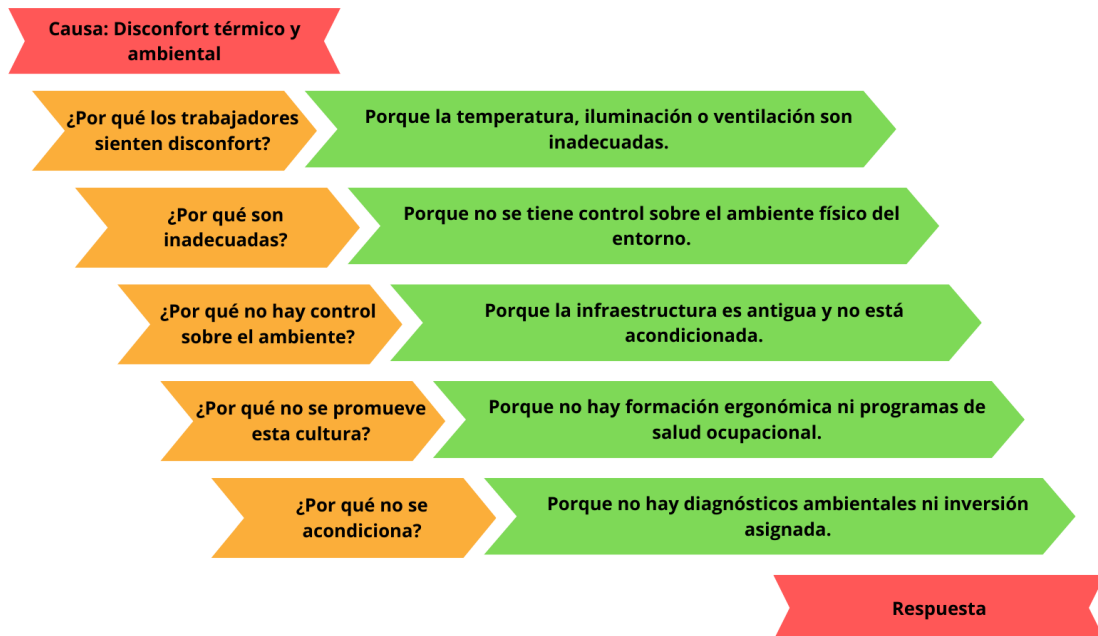 Causa: Disconfort térmico y
ambiental
¿Por qué los trabajadores
sienten disconfort?
Porque la temperatura, iluminación o ventilación son
inadecuadas.
¿Por qué son
inadecuadas?
Porque no se tiene control sobre el ambiente físico del
entorno.
¿Por qué no hay control
sobre el ambiente?
Porque la infraestructura es antigua y no está
acondicionada.
¿Por qué no se promueve
esta cultura?
Porque no hay formación ergonómica ni programas de
salud ocupacional.
¿Por qué no se
acondiciona?
Porque no hay diagnósticos ambientales ni inversión
asignada.
Respuesta